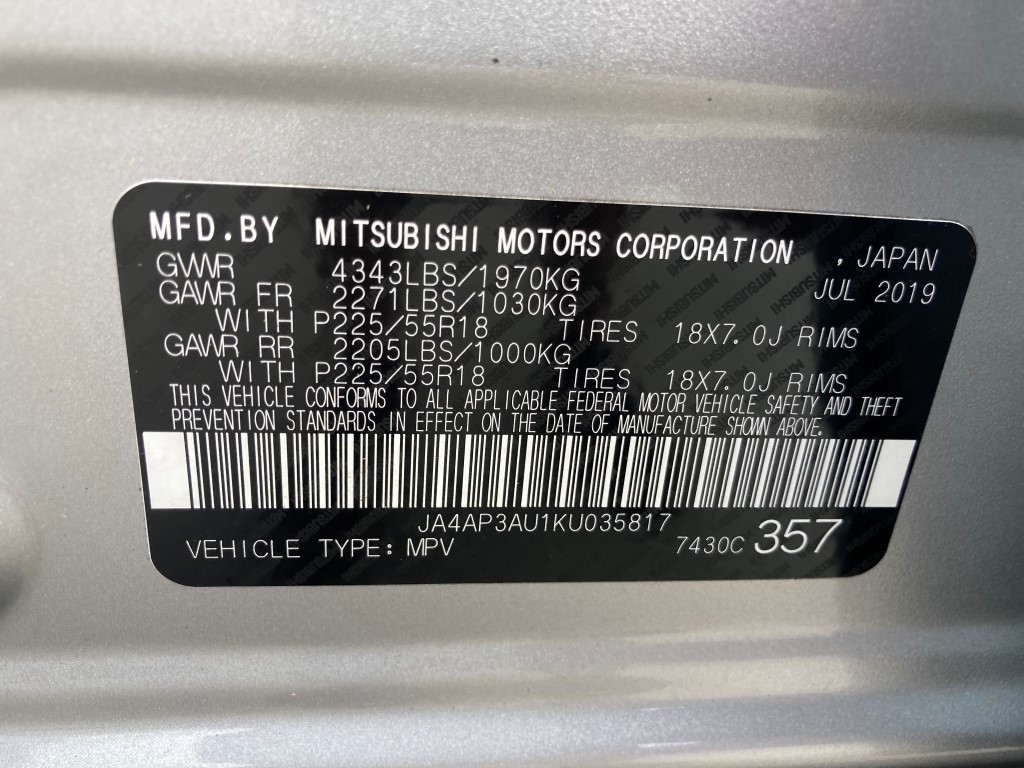 MFD.BY MITSUBISHI MOTORS CORPORATION , JAPAN
GVWR 4343LBS/1970KG JUL 2019
GAWR FR 2271LBS/1030KG
WITH P225/55R18 TIRES 18X7.0J RIMS
GAWR RR 2205LBS/1000KG
WITH P225/55R18 TIRES 18X7.0J RIMS
THIS VEHICLE CONFORMS TO ALL APPLICABLE FEDERAL MOTOR VEHICLE SAFETY AND THEFT
PREVENTION STANDARDS IN EFFECT ON THE DATE OF MANUFACTURE SHOWN ABOVE.
JA4AP3AU1KU035817
VEHICLE TYPE: MPV 7430C 357